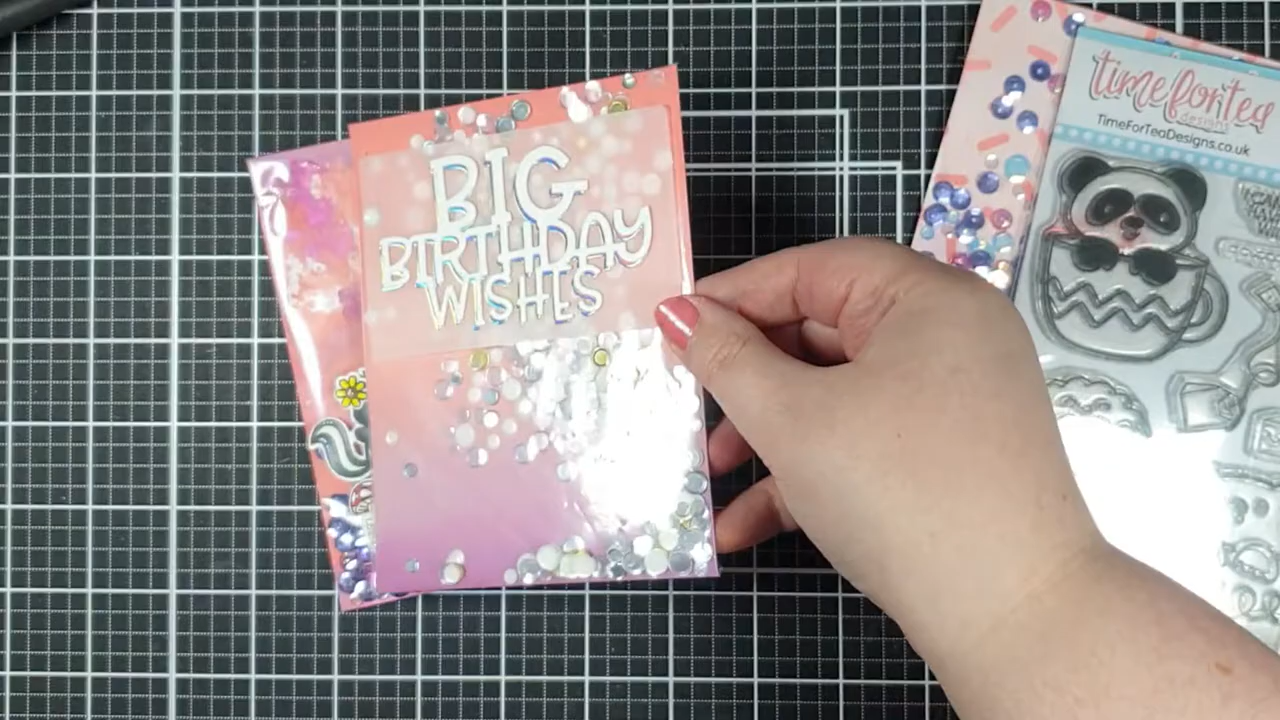 BIG
BIRTHDAY
WISHES
time for tea
designs
TimeForTeaDesigns.co.uk